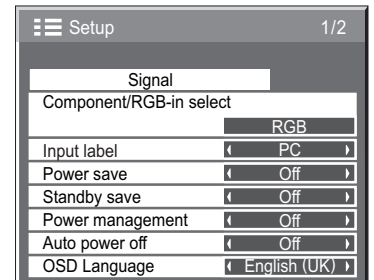 Setup 1/2
Signal
Component/RGB-in select
RGB
Input label PC
Power save Off
Standby save Off
Power management Off
Auto power off Off
OSD Language English (UK)